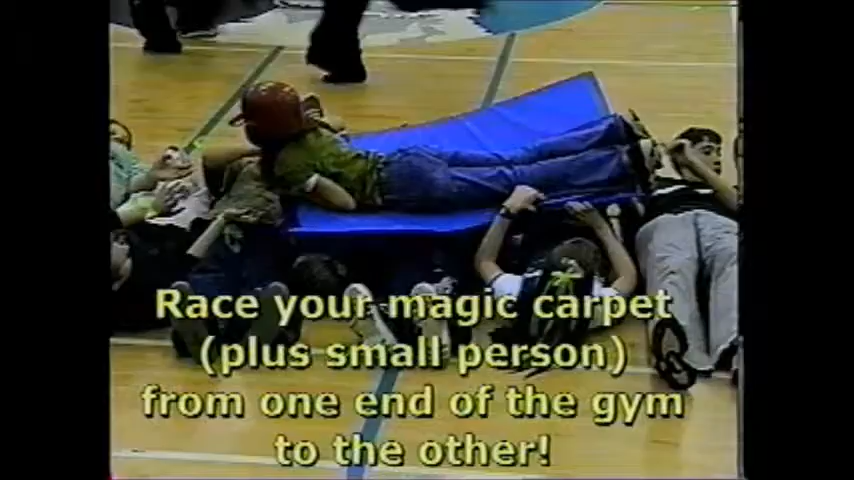 Race your magic carpet
(plus small person)
from one end of the gym
to the other!